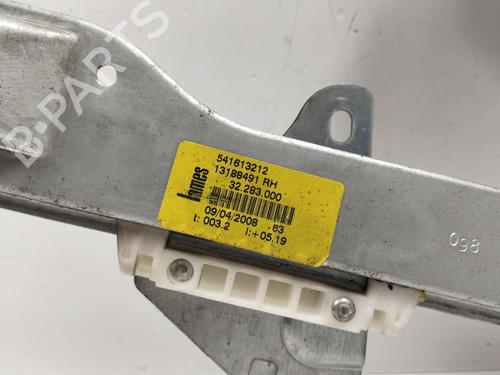 B-PARTS
541613212
13188491 RH
32.283.000
lames
09/04/2008 63
t: 003.2 l:+05.19
098